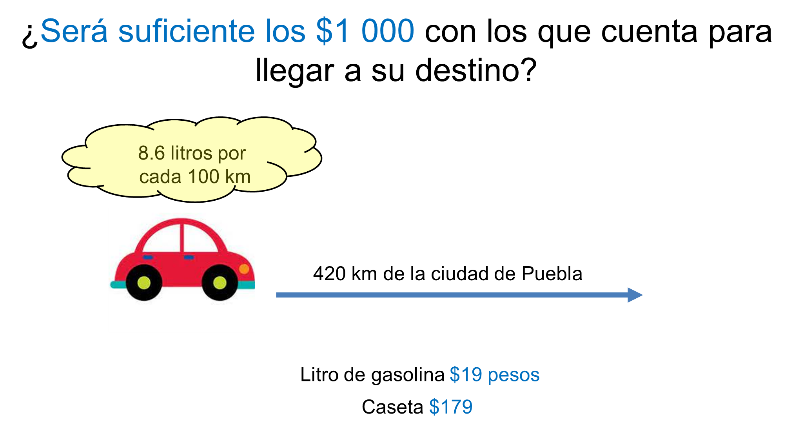 ¿Será suficiente los $1 000 con los que cuenta para
llegar a su destino?
8.6 litros por
cada 100 km
420 km de la ciudad de Puebla
Litro de gasolina $19 pesos
Caseta $179